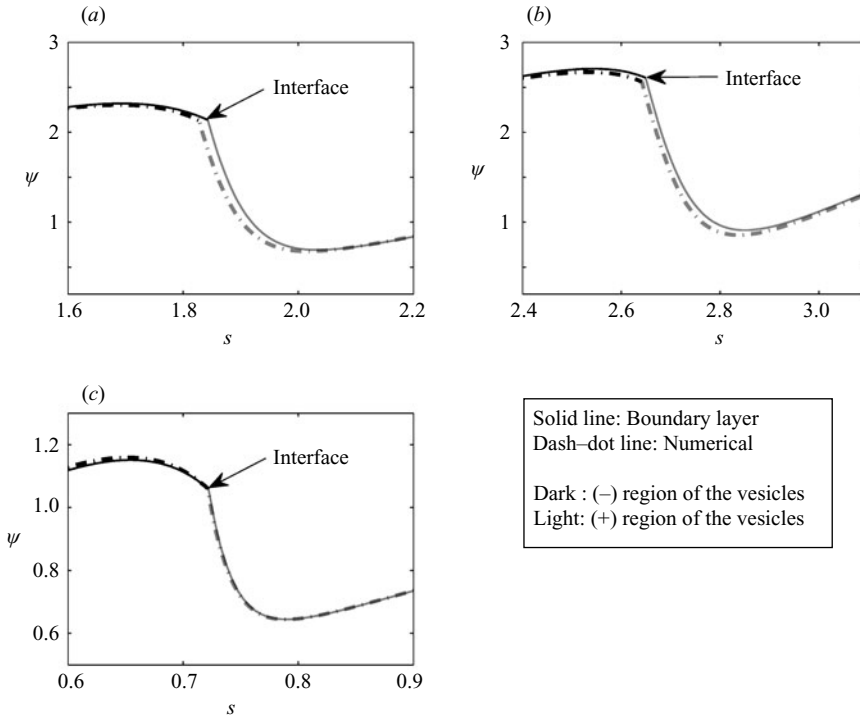 (a)
3
2
1
ψ
Interface
1.6 1.8 2.0 2.2
s
(b)
3
2
1
ψ
Interface
2.4 2.6 2.8 3.0
s
(c)
1.2
1.0
0.8
0.6
ψ
Interface
0.6 0.7 0.8 0.9
s
Solid line: Boundary layer
Dash–dot line: Numerical
Dark : (–) region of the vesicles
Light: (+) region of the vesicles